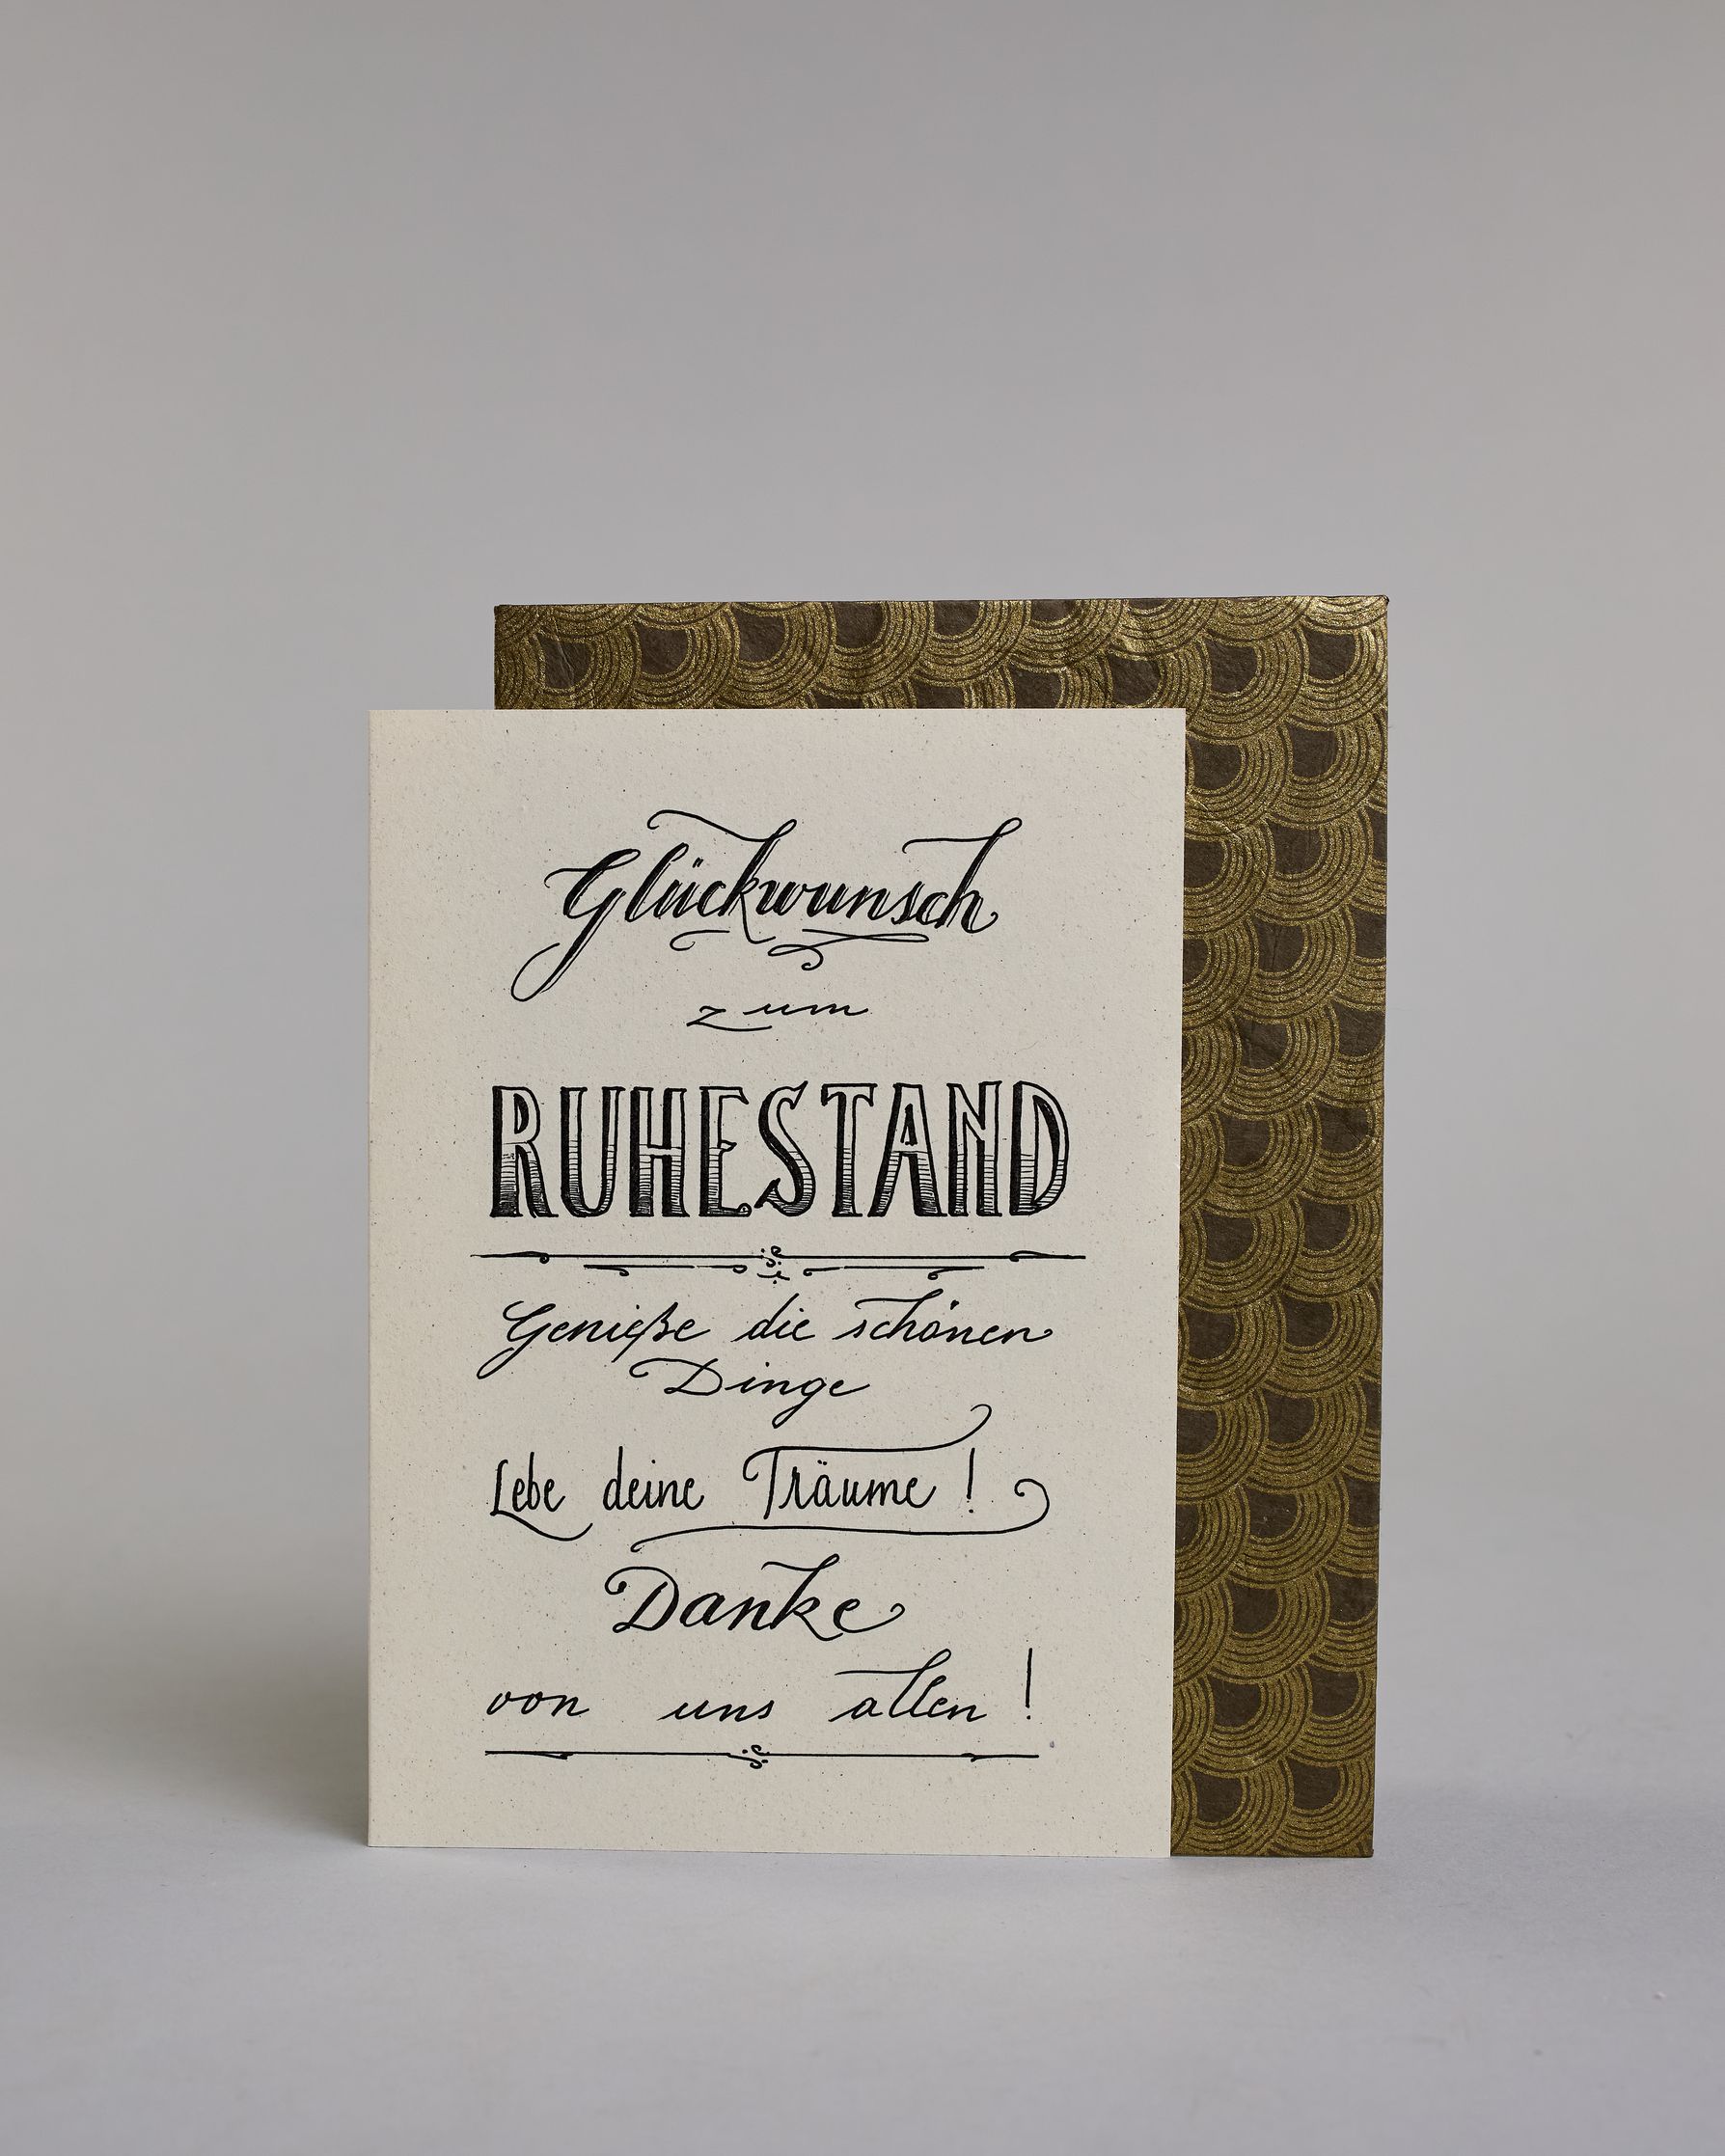 Glückwunsch
zum
RUHESTAND
Genieße die schönen
Dinge
Lebe deine Träume !
Danke
von uns allen !